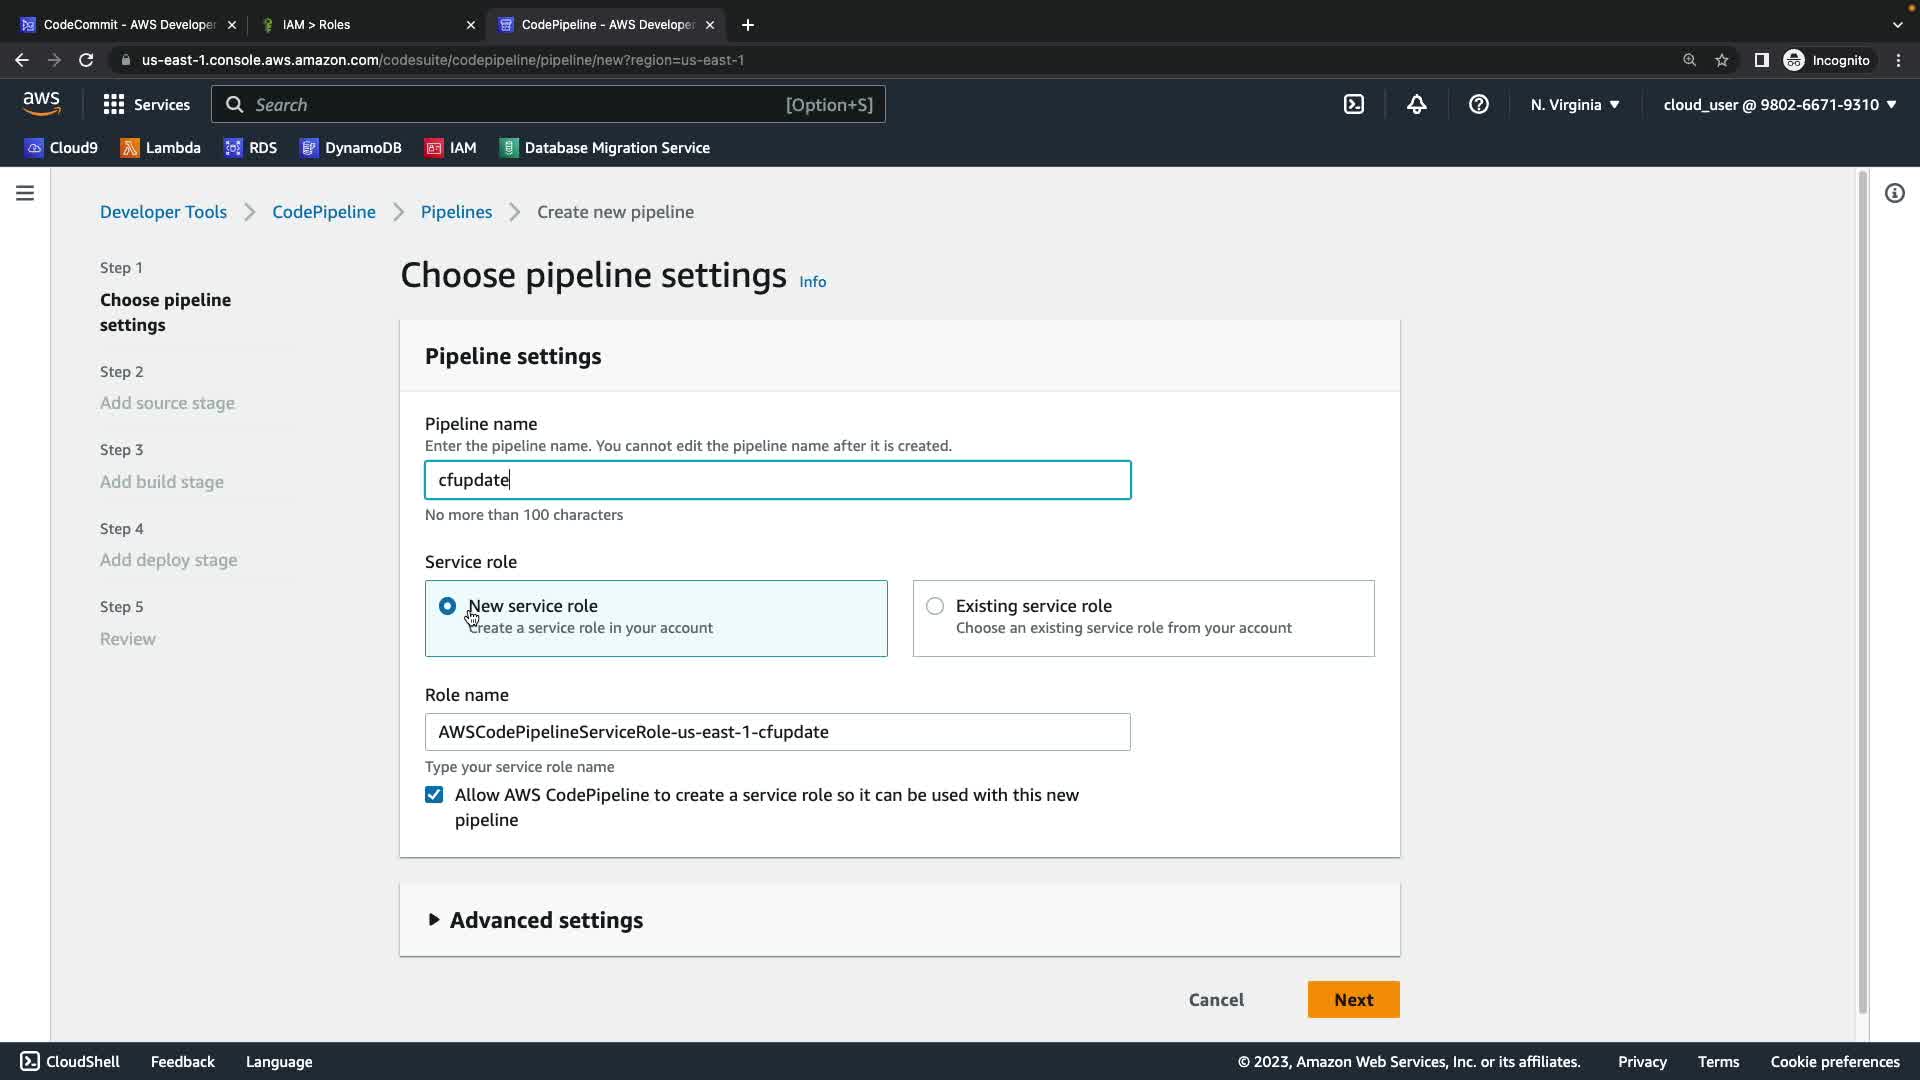 CodeCommit - AWS Develope
IAM > Roles
CodePipeline - AWS Develope
us-east-1.console.aws.amazon.com/codesuite/codepipeline/pipeline/new?region=us-east-1
Incognito
aws
Services
Search
[Option+S]
N. Virginia
cloud_user @ 9802-6671-9310
Cloud9
Lambda
RDS
DynamoDB
IAM
Database Migration Service
Developer Tools
CodePipeline
Pipelines
Create new pipeline
Step 1
Choose pipeline
settings
Step 2
Add source stage
Step 3
Add build stage
Step 4
Add deploy stage
Step 5
Review
Choose pipeline settings Info
Pipeline settings
Pipeline name
Enter the pipeline name. You cannot edit the pipeline name after it is created.
cfupdate
No more than 100 characters
Service role
New service role
Create a service role in your account
Existing service role
Choose an existing service role from your account
Role name
AWSCodePipelineServiceRole-us-east-1-cfupdate
Type your service role name
Allow AWS CodePipeline to create a service role so it can be used with this new
pipeline
Advanced settings
Cancel
Next
CloudShell
Feedback
Language
© 2023, Amazon Web Services, Inc. or its affiliates.
Privacy
Terms
Cookie preferences